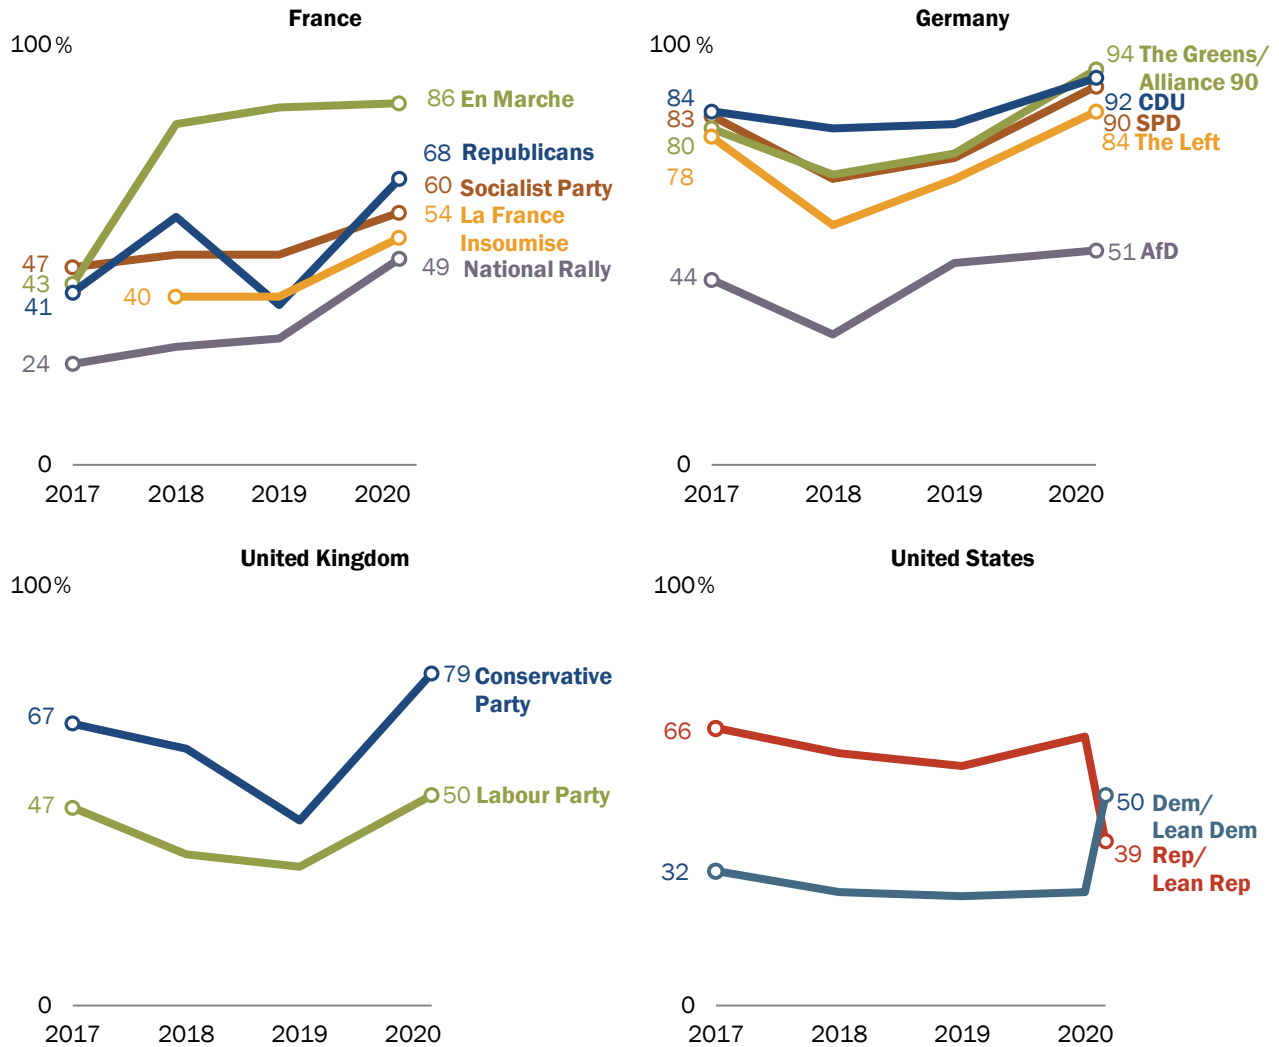 France
100%
86 En Marche
68 Republicans
60 Socialist Party
54 La France
Insoumise
49 National Rally
47
43
41
40
24
0
2017 2018 2019 2020
Germany
100%
94 The Greens/
Alliance 90
92 CDU
90 SPD
84 The Left
84
83
80
78
51 AfD
44
0
2017 2018 2019 2020
United Kingdom
100%
79 Conservative
Party
67
50 Labour Party
47
0
2017 2018 2019 2020
United States
100%
66
50 Dem/
Lean Dem
39 Rep/
Lean Rep
32
0
2017 2018 2019 2020